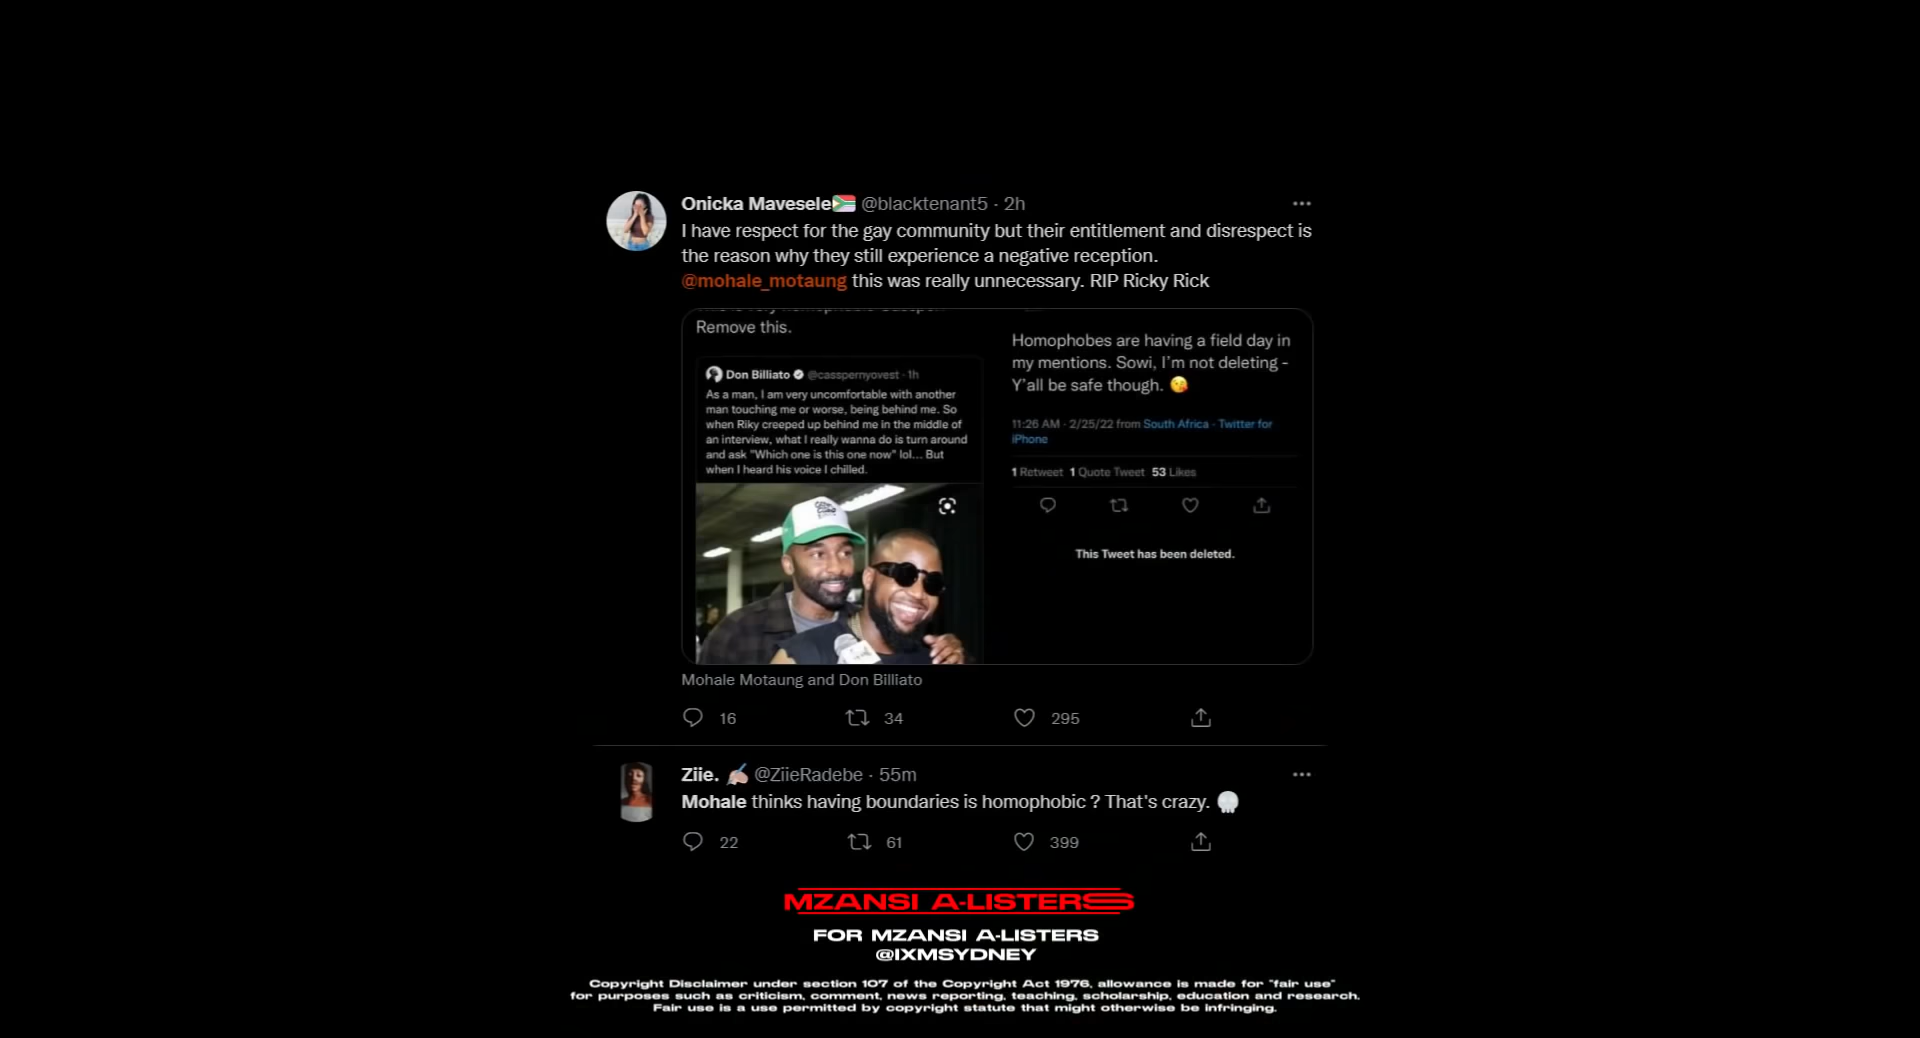 Onicka Mavesele🇿🇦 @blacktenant5 · 2h
I have respect for the gay community but their entitlement and disrespect is
the reason why they still experience a negative reception.
@mohale_motaung this was really unnecessary. RIP Ricky Rick
Remove this.
Don Billiato @casspernyovest · 1h
As a man, I am very uncomfortable with another
man touching me or worse, being behind me. So
when Riky creeped up behind me in the middle of
an interview, what I really wanna do is turn around
and ask "Which one is this one now" lol... But
when I heard his voice I chilled.
Homophobes are having a field day in
my mentions. Sowi, I'm not deleting -
Y'all be safe though. 😘
11:26 AM · 2/25/22 from South Africa · Twitter for
iPhone
1 Retweet 1 Quote Tweet 53 Likes
This Tweet has been deleted.
Mohale Motaung and Don Billiato
16 34 295
Ziie. @ZiieRadebe · 55m
Mohale thinks having boundaries is homophobic ? That's crazy. 💀
22 61 399
MZANSI A-LISTERS
FOR MZANSI A-LISTERS
@IXMSYDNEY
Copyright Disclaimer under section 107 of the Copyright Act 1976, allowance is made for "fair use"
for purposes such as criticism, comment, news reporting, teaching, scholarship, education and research.
Fair use is a use permitted by copyright statute that might otherwise be infringing.